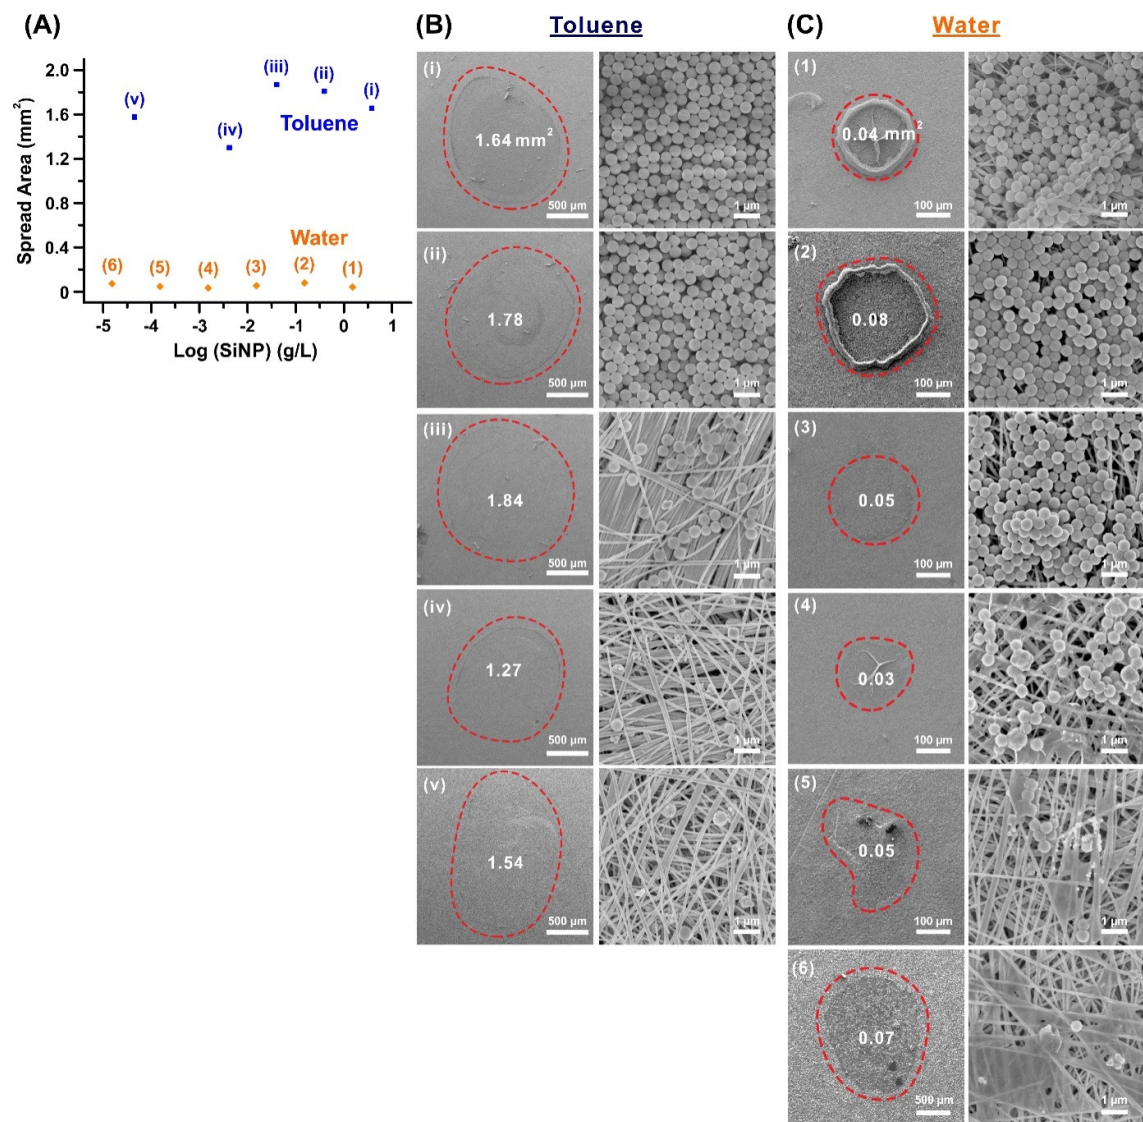 (A)
2.0
1.6
1.2
0.8
0.4
0
Spread Area (mm²)
(v)
(iv)
(iii)
(ii)
(i)
Toluene
Water
(6)
(5)
(4)
(3)
(2)
(1)
-5 -4 -3 -2 -1 0 1
Log (SiNP) (g/L)
(B) Toluene
(i)
1.64 mm²
500 µm
1 µm
(ii)
1.78
500 µm
1 µm
(iii)
1.84
500 µm
1 µm
(iv)
1.27
500 µm
1 µm
(v)
1.54
500 µm
1 µm
(C) Water
(1)
0.04 mm²
100 µm
1 µm
(2)
0.08
100 µm
1 µm
(3)
0.05
100 µm
1 µm
(4)
0.03
100 µm
1 µm
(5)
0.05
100 µm
1 µm
(6)
0.07
500 µm
1 µm